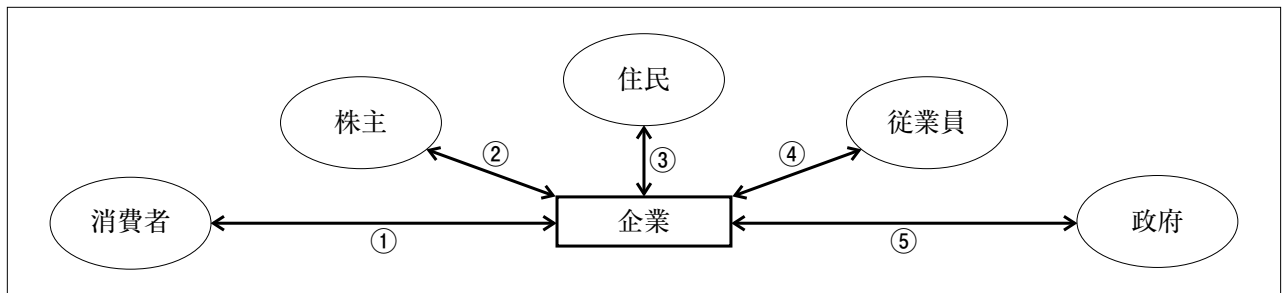 住民
株主
従業員
②
③
④
消費者
企業
政府
①
⑤